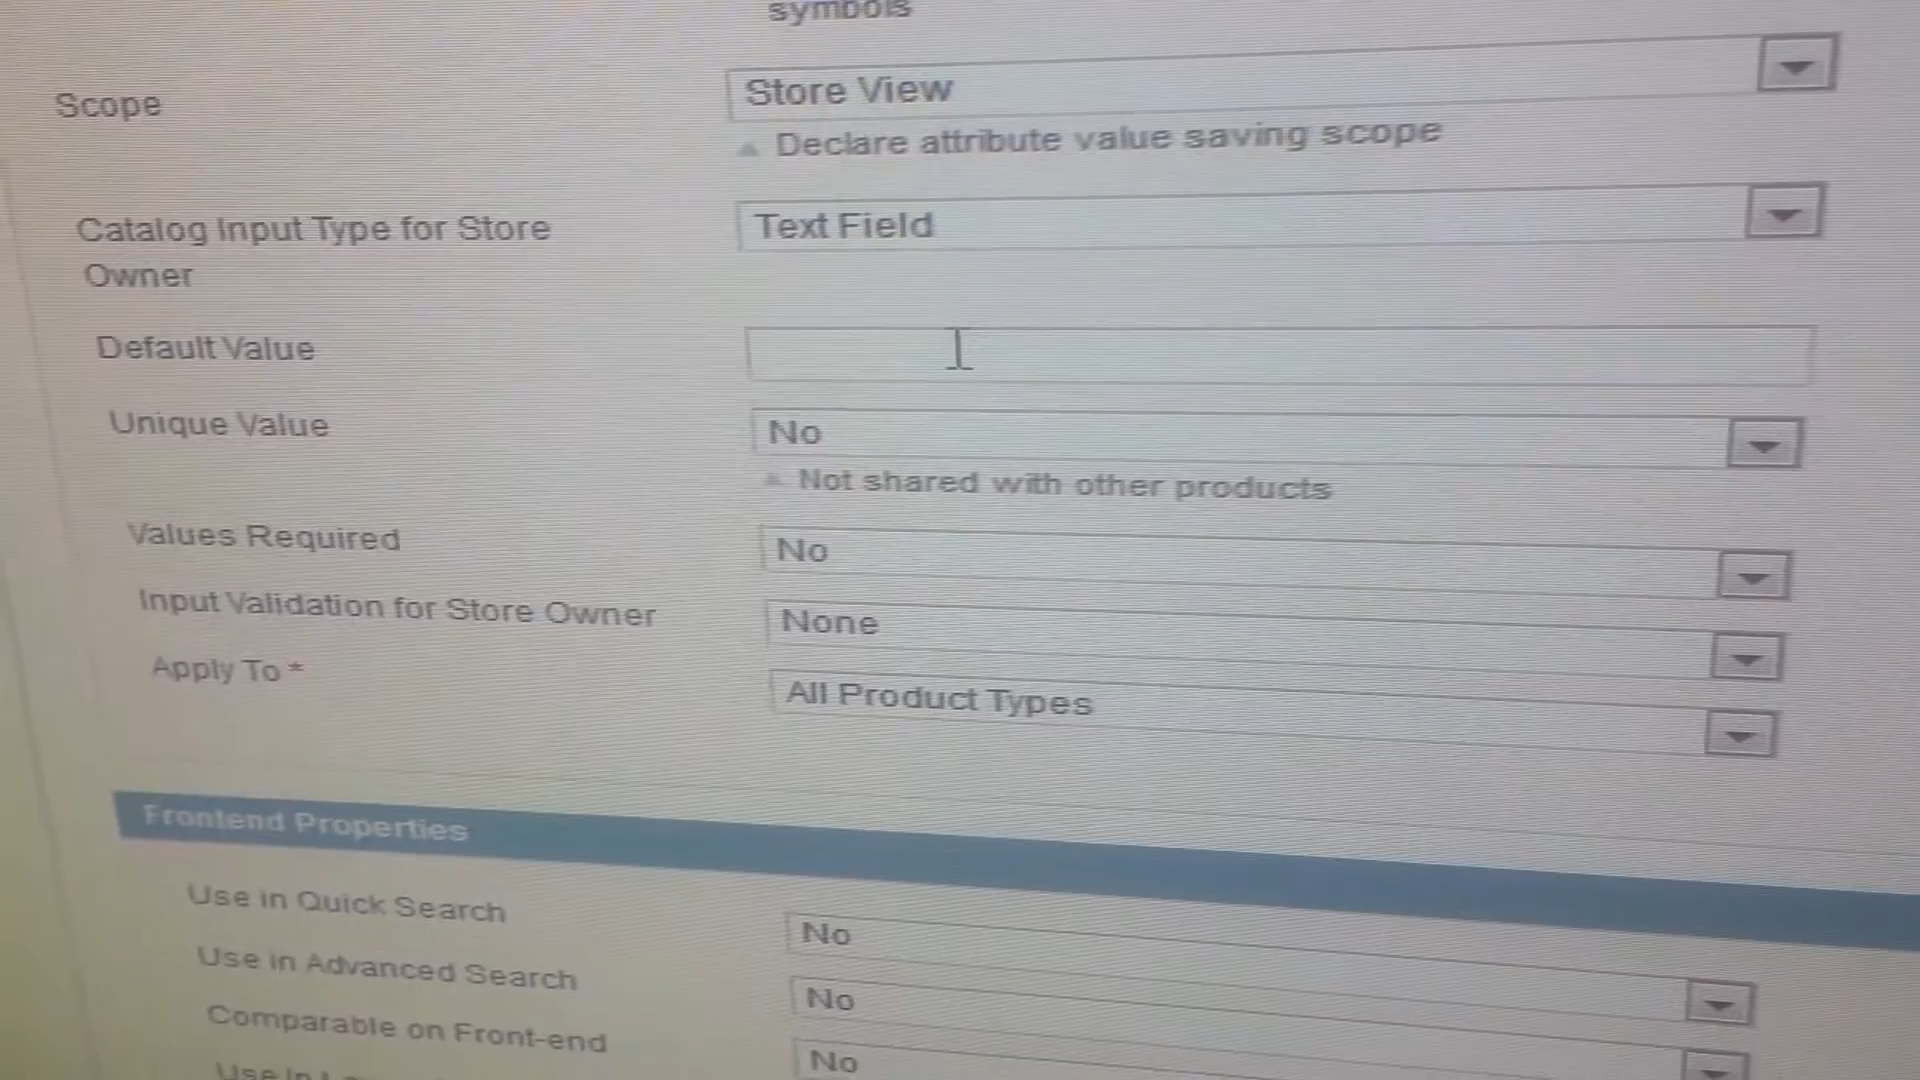 symbols
Scope
Store View
Declare attribute value saving scope
Catalog Input Type for Store
Owner
Text Field
Default Value
Unique Value
No
Not shared with other products
Values Required
No
Input Validation for Store Owner
None
Apply To *
All Product Types
Frontend Properties
Use in Quick Search
No
Use in Advanced Search
No
Comparable on Front-end
No
Use In